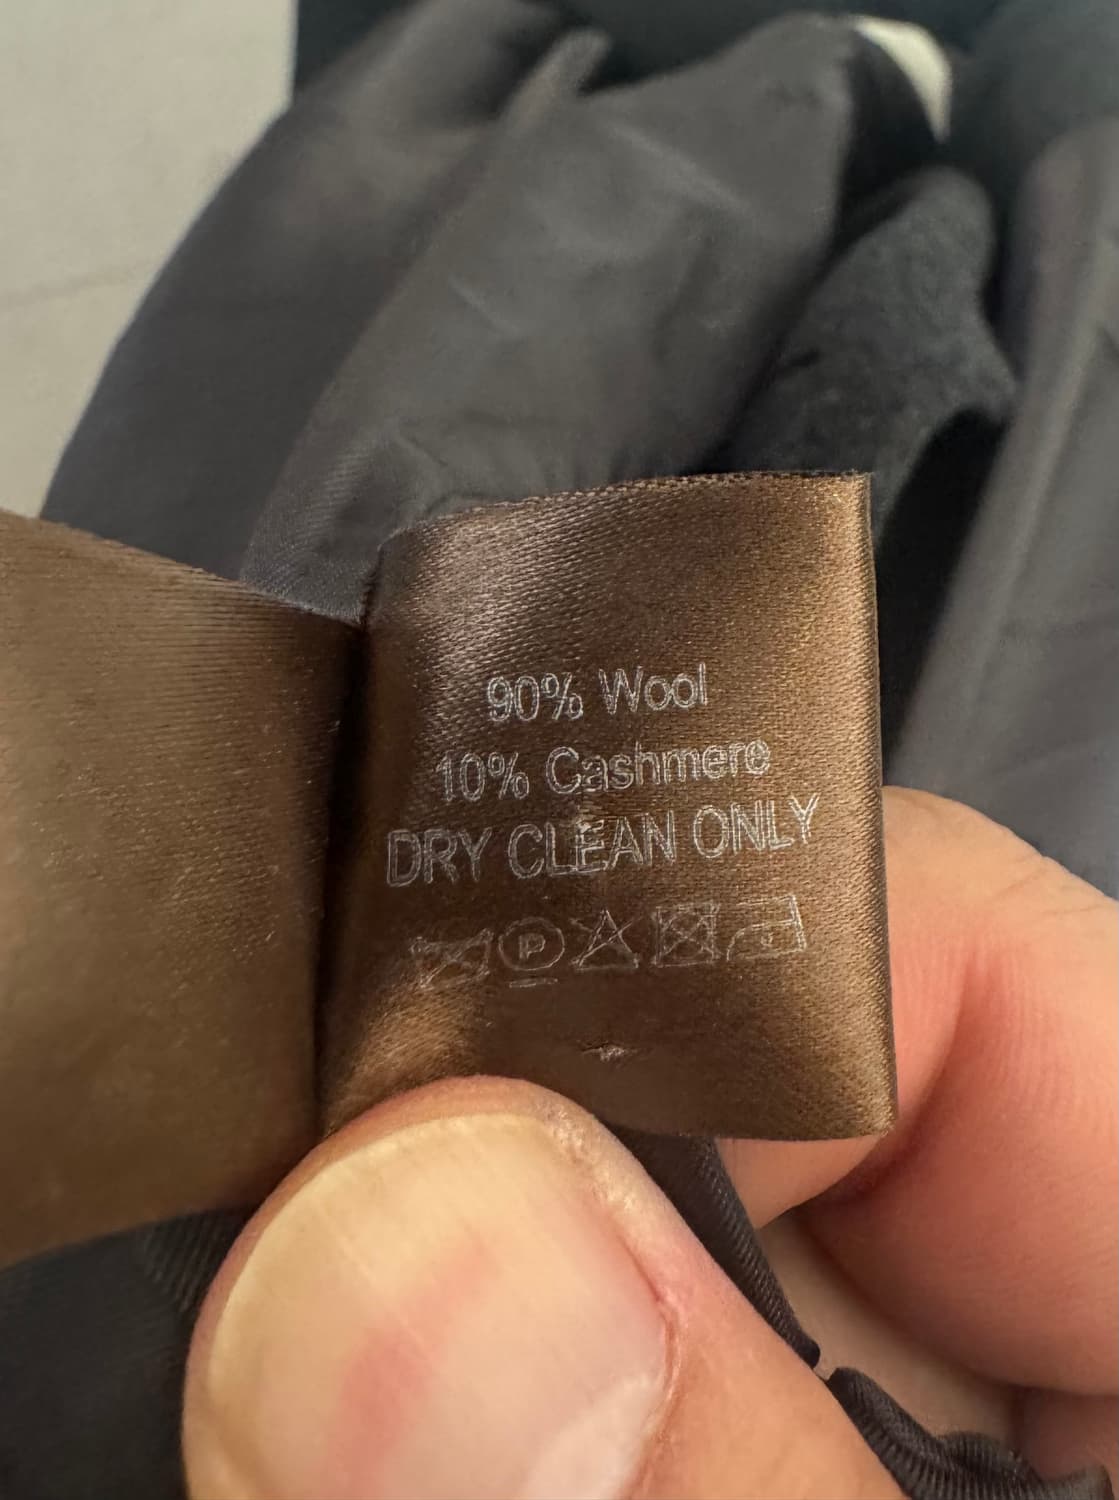 90% Wool
10% Cashmere
DRY CLEAN ONLY
P